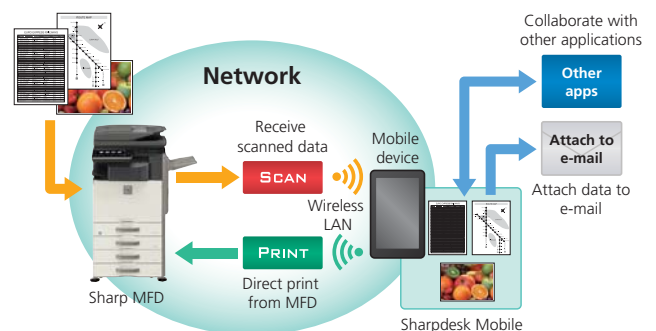 Collaborate with
other applications
Network
Other
apps
Receive
scanned data
Mobile
device
SCAN
Attach to
e-mail
Wireless
LAN
Attach data to
e-mail
PRINT
Direct print
from MFD
Sharp MFD
Sharpdesk Mobile